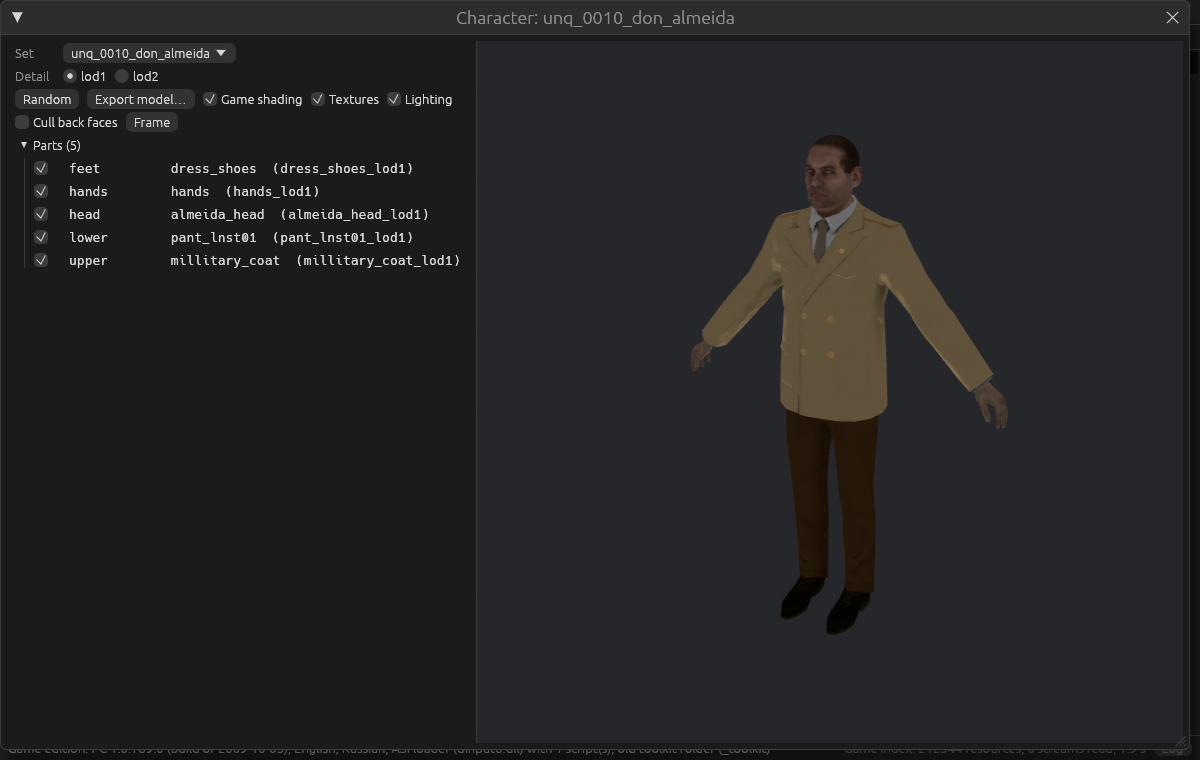 Character: unq_0010_don_almeida
Set unq_0010_don_almeida
Detail lod1 lod2
Random Export model... Game shading Textures Lighting
Cull back faces Frame
Parts (5)
feet dress_shoes (dress_shoes_lod1)
hands hands (hands_lod1)
head almeida_head (almeida_head_lod1)
lower pant_lnst01 (pant_lnst01_lod1)
upper millitary_coat (millitary_coat_lod1)